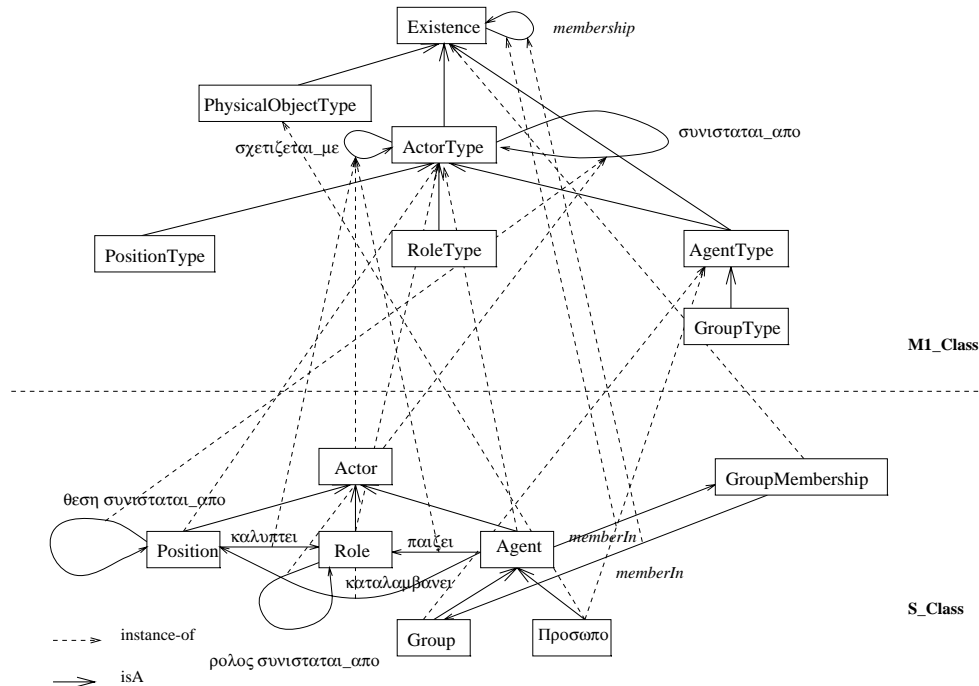 Existence
membership
PhysicalObjectType
σχετιζεται_με
ActorType
συνισταται_απο
PositionType
RoleType
AgentType
GroupType
M1_Class
Actor
GroupMembership
θεση συνισταται_απο
Position
καλυπτει
Role
παιζει
Agent
memberIn
καταλαμβανει
memberIn
S_Class
Group
Προσωπο
instance-of
ρολος συνισταται_απο
isA